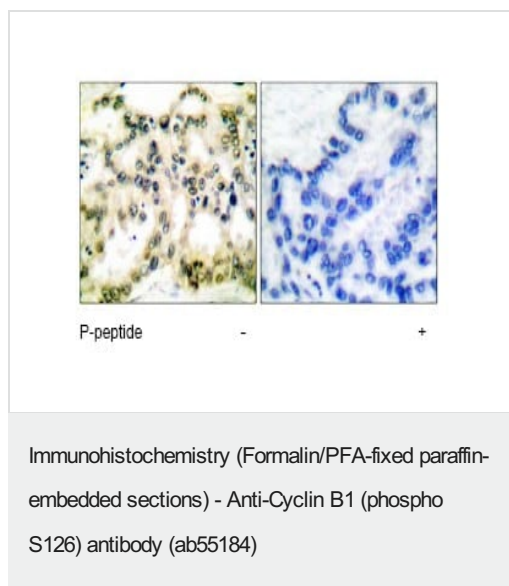 P-peptide - +
Immunohistochemistry (Formalin/PFA-fixed paraffin-
embedded sections) - Anti-Cyclin B1 (phospho
S126) antibody (ab55184)